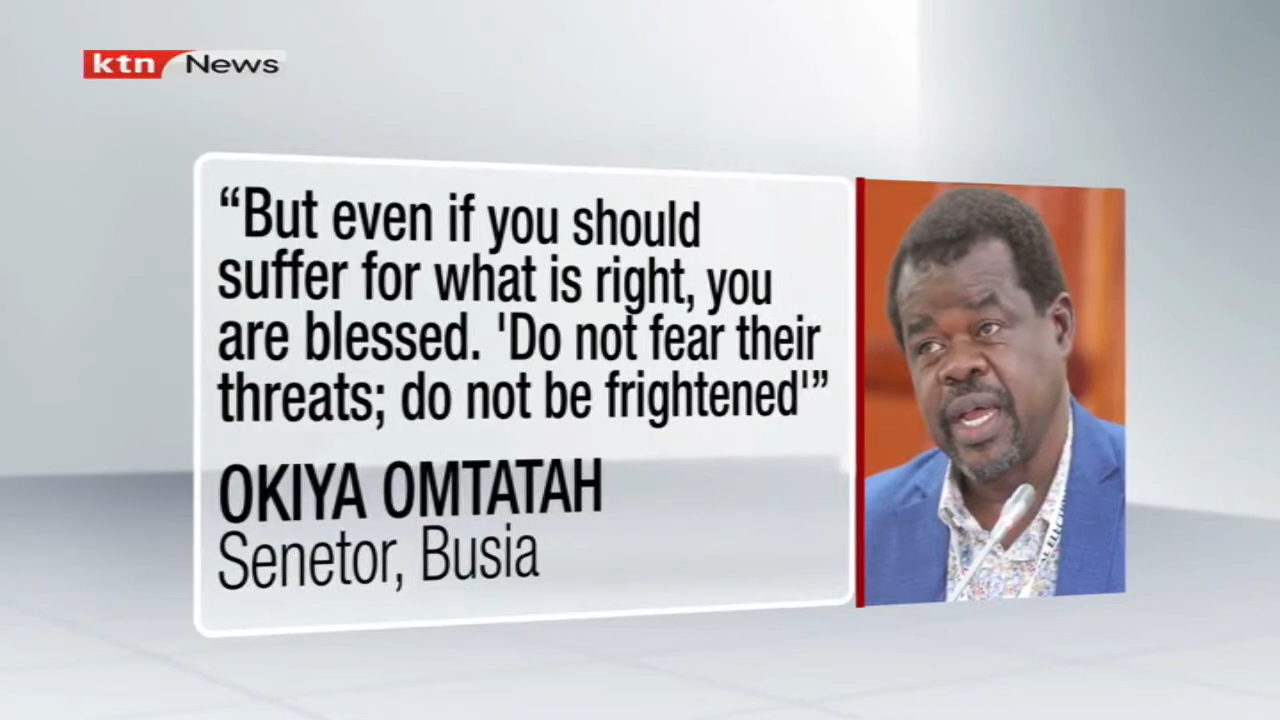 ktn News
“But even if you should
suffer for what is right, you
are blessed. 'Do not fear their
threats; do not be frightened'”
OKIYA OMTATAH
Senetor, Busia